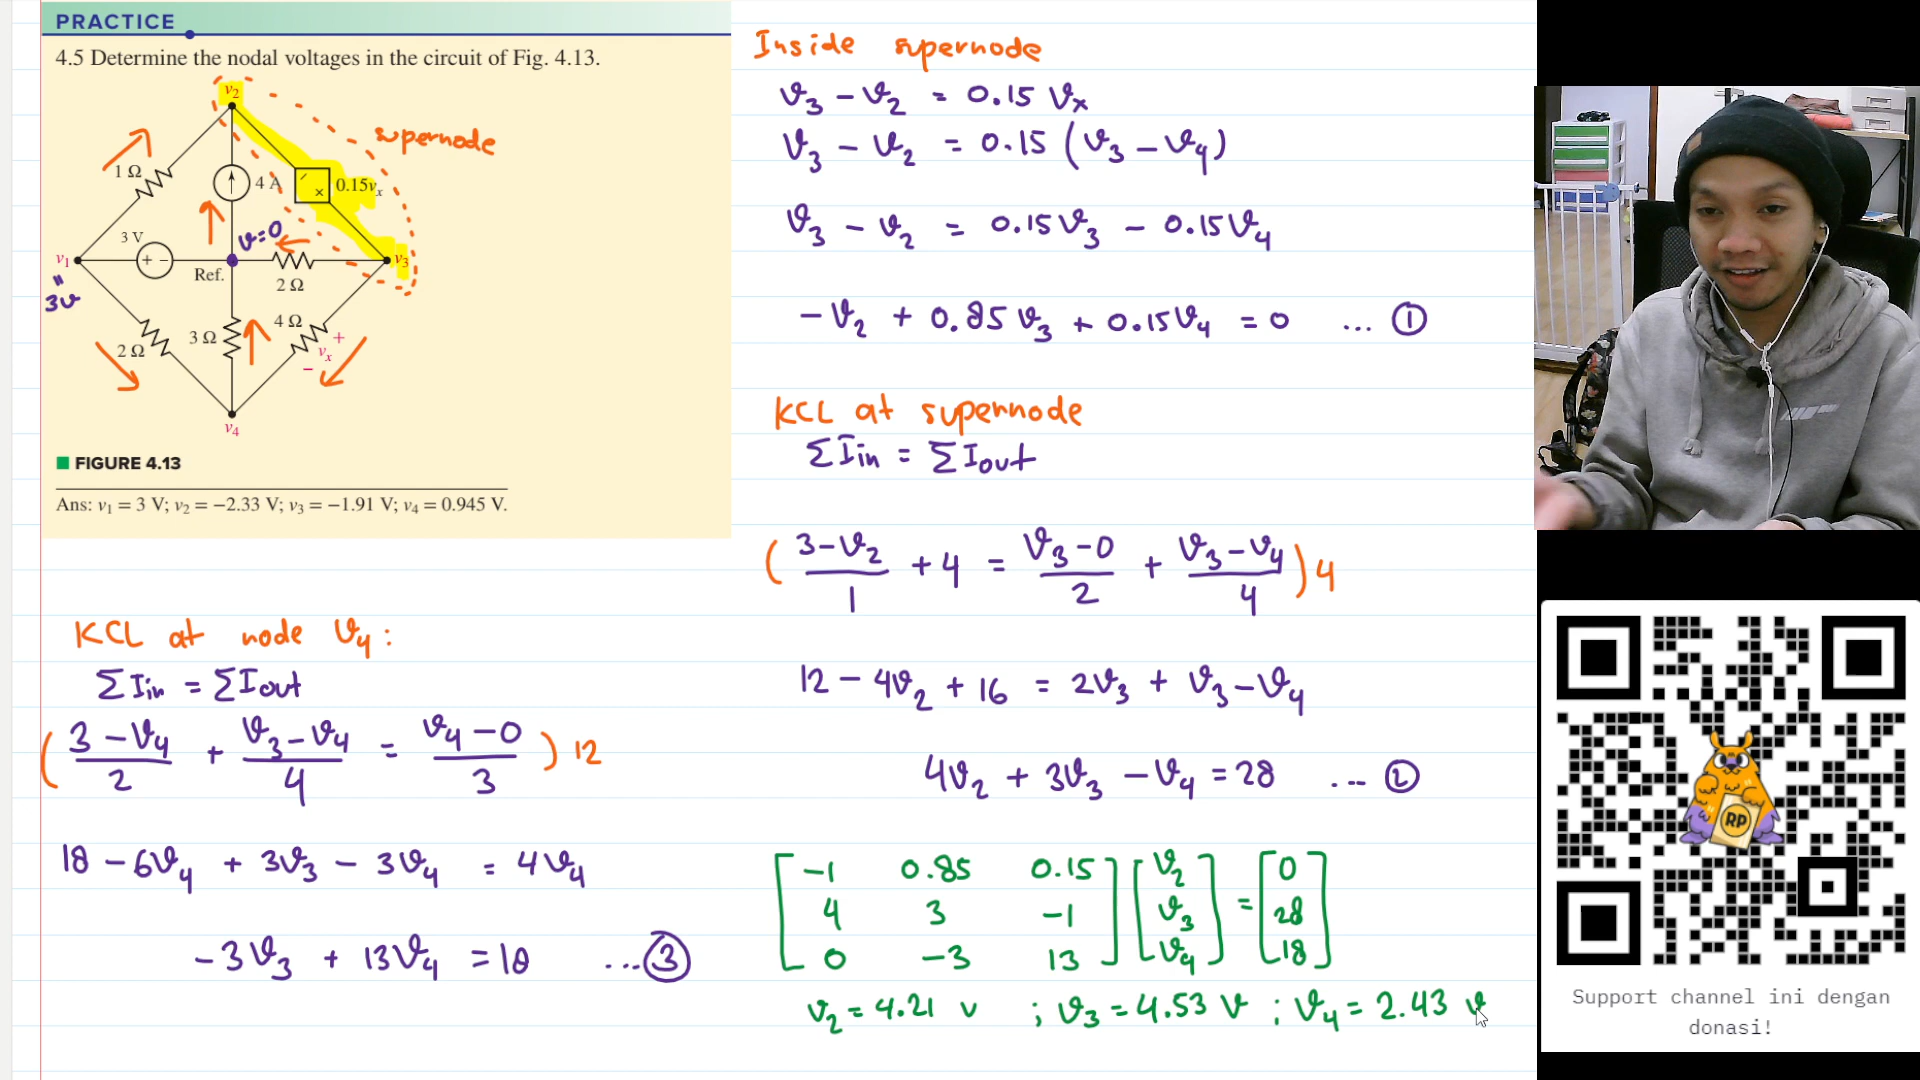 PRACTICE
4.5 Determine the nodal voltages in the circuit of Fig. 4.13.
v2
supernode
1 Ω
4 A
0.15vx
3 V
v=0
v1
v3
Ref.
2 Ω
=
3v
4 Ω
3 Ω
2 Ω
vx
v4
FIGURE 4.13
Ans: v1 = 3 V; v2 = −2.33 V; v3 = −1.91 V; v4 = 0.945 V.
KCL at node V4:
ΣIin = ΣIout
( (3 − V4)/2 + (V3 − V4)/4 = (V4 − 0)/3 ) 12
18 − 6V4 + 3V3 − 3V4 = 4V4
−3V3 + 13V4 = 18 ...③
Inside supernode
V3 − V2 = 0.15 Vx
V3 − V2 = 0.15 (V3 − V4)
V3 − V2 = 0.15V3 − 0.15V4
−V2 + 0.85V3 + 0.15V4 = 0 ... ①
KCL at supernode
ΣIin = ΣIout
( (3−V2)/1 + 4 = (V3−0)/2 + (V3−V4)/4 ) 4
12 − 4V2 + 16 = 2V3 + V3 − V4
4V2 + 3V3 − V4 = 28 ... ②
[−1 0.85 0.15] [V2] = [0]
[4 3 −1] [V3] = [28]
[0 −3 13] [V4] = [18]
V2 = 4.21 V ; V3 = 4.53 V ; V4 = 2.43 V
RP
Support channel ini dengan
donasi!